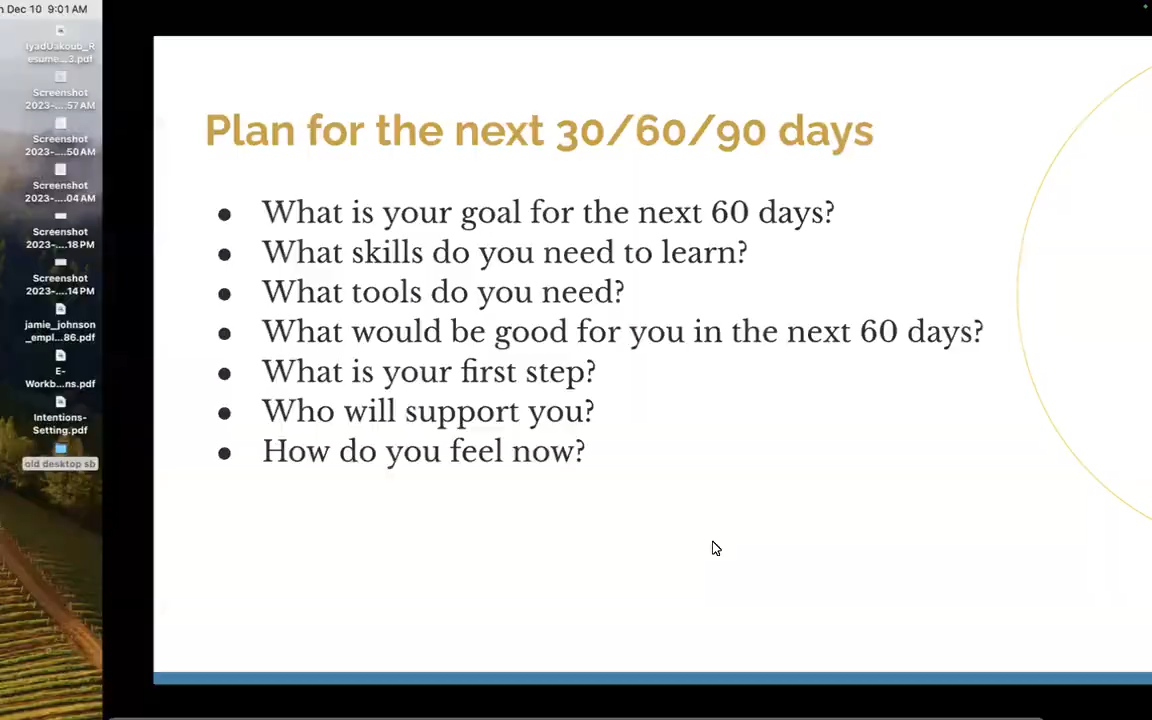 n Dec 10 9:01 AM
IyadUakoub_R
esume...3.pdf
Screenshot
2023-....57 AM
Screenshot
2023-....50 AM
Screenshot
2023-....04 AM
Screenshot
2023-....18 PM
Screenshot
2023-....14 PM
jamie_johnson
_empl...86.pdf
E-
Workb...ns.pdf
Intentions-
Setting.pdf
old desktop sb
Plan for the next 30/60/90 days
● What is your goal for the next 60 days?
● What skills do you need to learn?
● What tools do you need?
● What would be good for you in the next 60 days?
● What is your first step?
● Who will support you?
● How do you feel now?